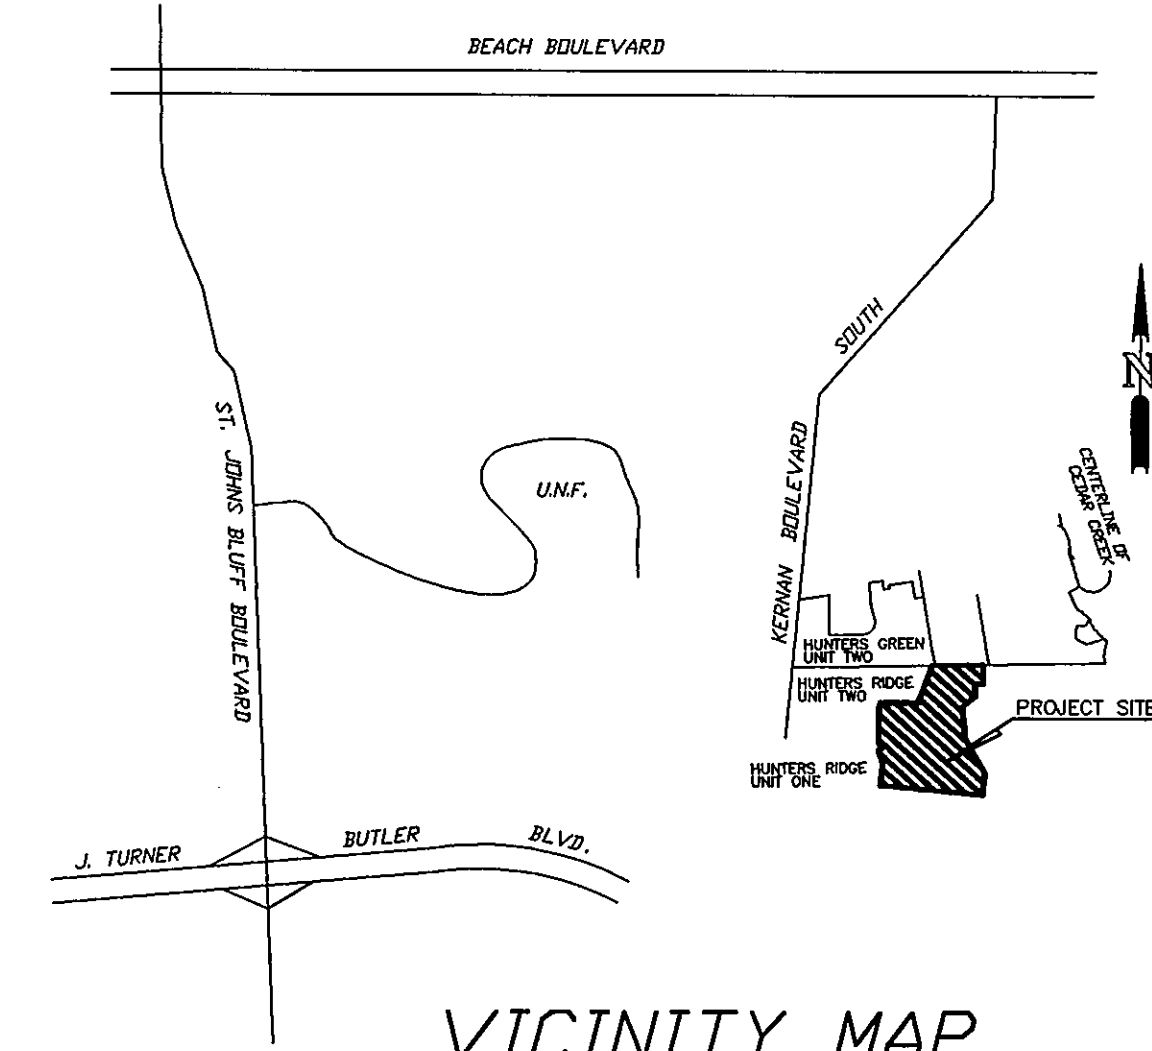 BEACH BOULEVARD
SOUTH
N
ST. JOHNS BLUFF BOULEVARD
KERNAN BOULEVARD
CENTERLINE OF
CEDAR CREEK
U.N.F.
HUNTERS GREEN
UNIT TWO
HUNTERS RIDGE
UNIT TWO
PROJECT SITE
HUNTERS RIDGE
UNIT ONE
J. TURNER BUTLER BLVD.
VICINITY MAP